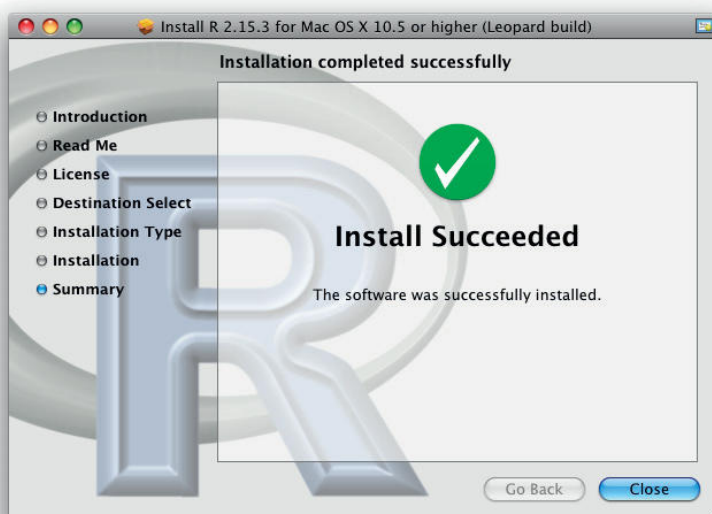 Install R 2.15.3 for Mac OS X 10.5 or higher (Leopard build)
Installation completed successfully
Introduction
Read Me
License
Destination Select
Installation Type
Installation
Summary
R
Install Succeeded
The software was successfully installed.
Go Back
Close